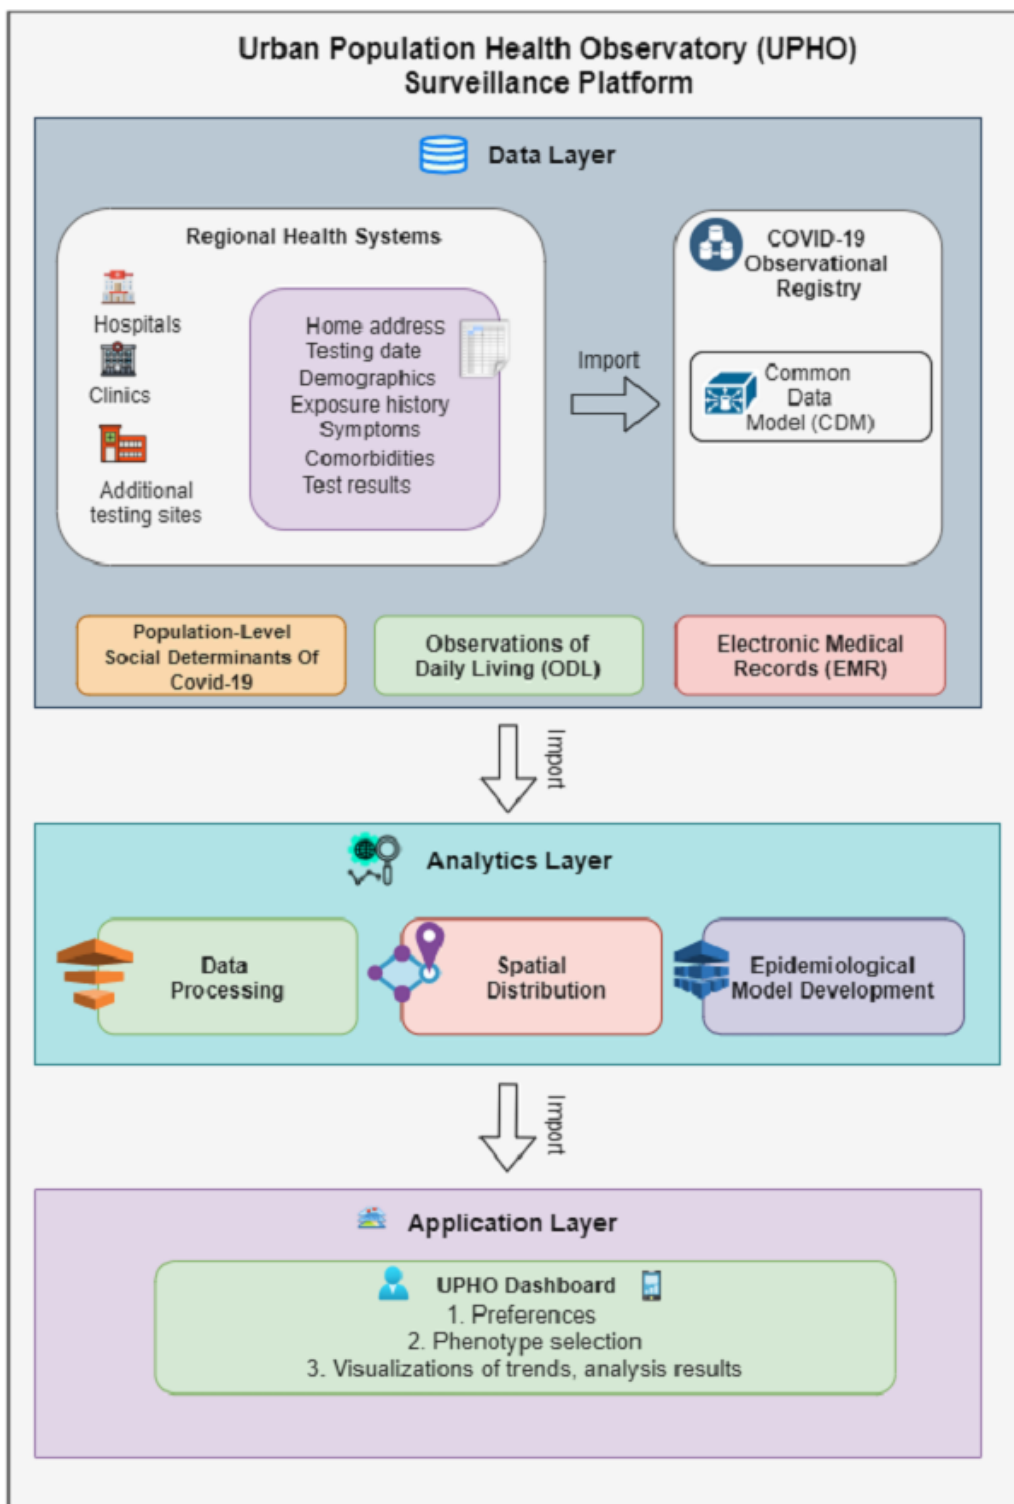 Urban Population Health Observatory (UPHO)
Surveillance Platform
Data Layer
Regional Health Systems
Hospitals
Clinics
Additional
testing sites
Home address
Testing date
Demographics
Exposure history
Symptoms
Comorbidities
Test results
Import
COVID-19
Observational
Registry
Common
Data
Model (CDM)
Population-Level
Social Determinants Of
Covid-19
Observations of
Daily Living (ODL)
Electronic Medical
Records (EMR)
Import
Analytics Layer
Data
Processing
Spatial
Distribution
Epidemiological
Model Development
Import
Application Layer
UPHO Dashboard
1. Preferences
2. Phenotype selection
3. Visualizations of trends, analysis results